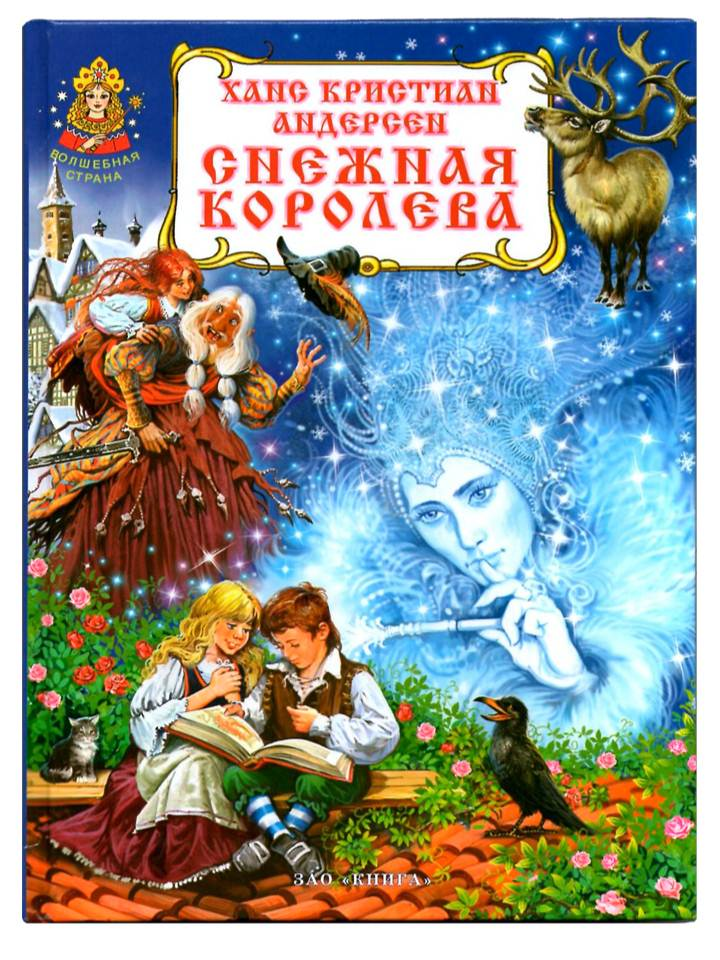 ВОЛШЕБНАЯ
СТРАНА
ХАНС КРИСТИАН
АНДЕРСЕН
СНЕЖНАЯ
КОРОЛЕВА
ЗАО «КНИГА»